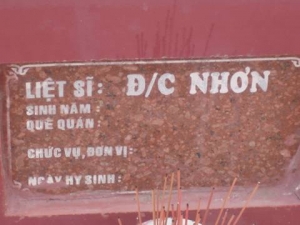 LIỆT SĨ : Đ/C NHƠN
SINH NĂM :
QUÊ QUÁN :
CHỨC VỤ, ĐƠN VỊ :
NGÀY HY SINH :